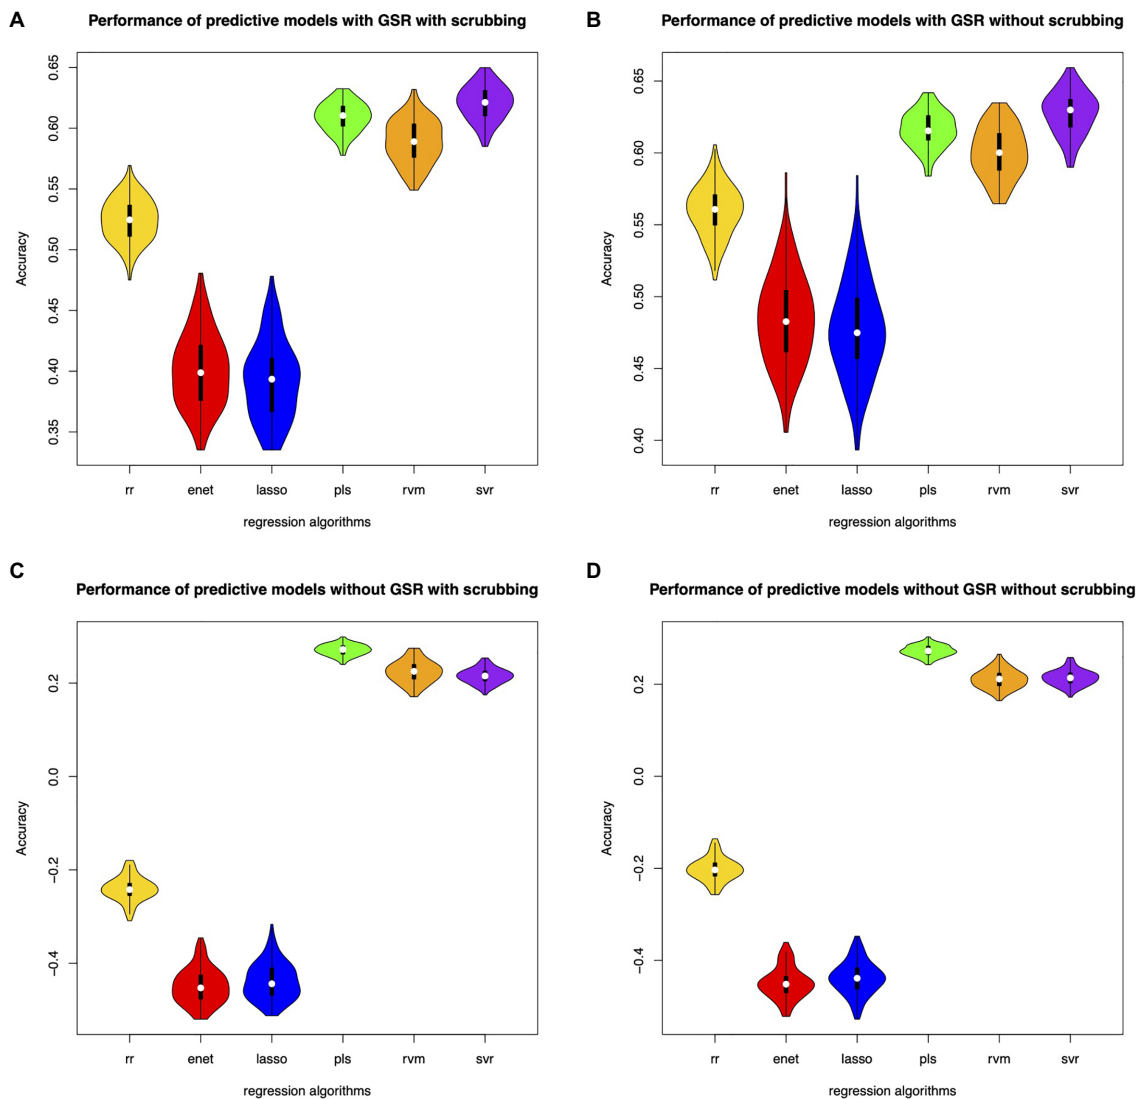 A
Performance of predictive models with GSR with scrubbing
Accuracy
0.65
0.60
0.55
0.50
0.45
0.40
0.35
rr enet lasso pls rvm svr
regression algorithms
B
Performance of predictive models with GSR without scrubbing
Accuracy
0.65
0.60
0.55
0.50
0.45
0.40
rr enet lasso pls rvm svr
regression algorithms
C
Performance of predictive models without GSR with scrubbing
Accuracy
0.2
0.0
−0.2
−0.4
rr enet lasso pls rvm svr
regression algorithms
D
Performance of predictive models without GSR without scrubbing
Accuracy
0.2
0.0
−0.2
−0.4
rr enet lasso pls rvm svr
regression algorithms